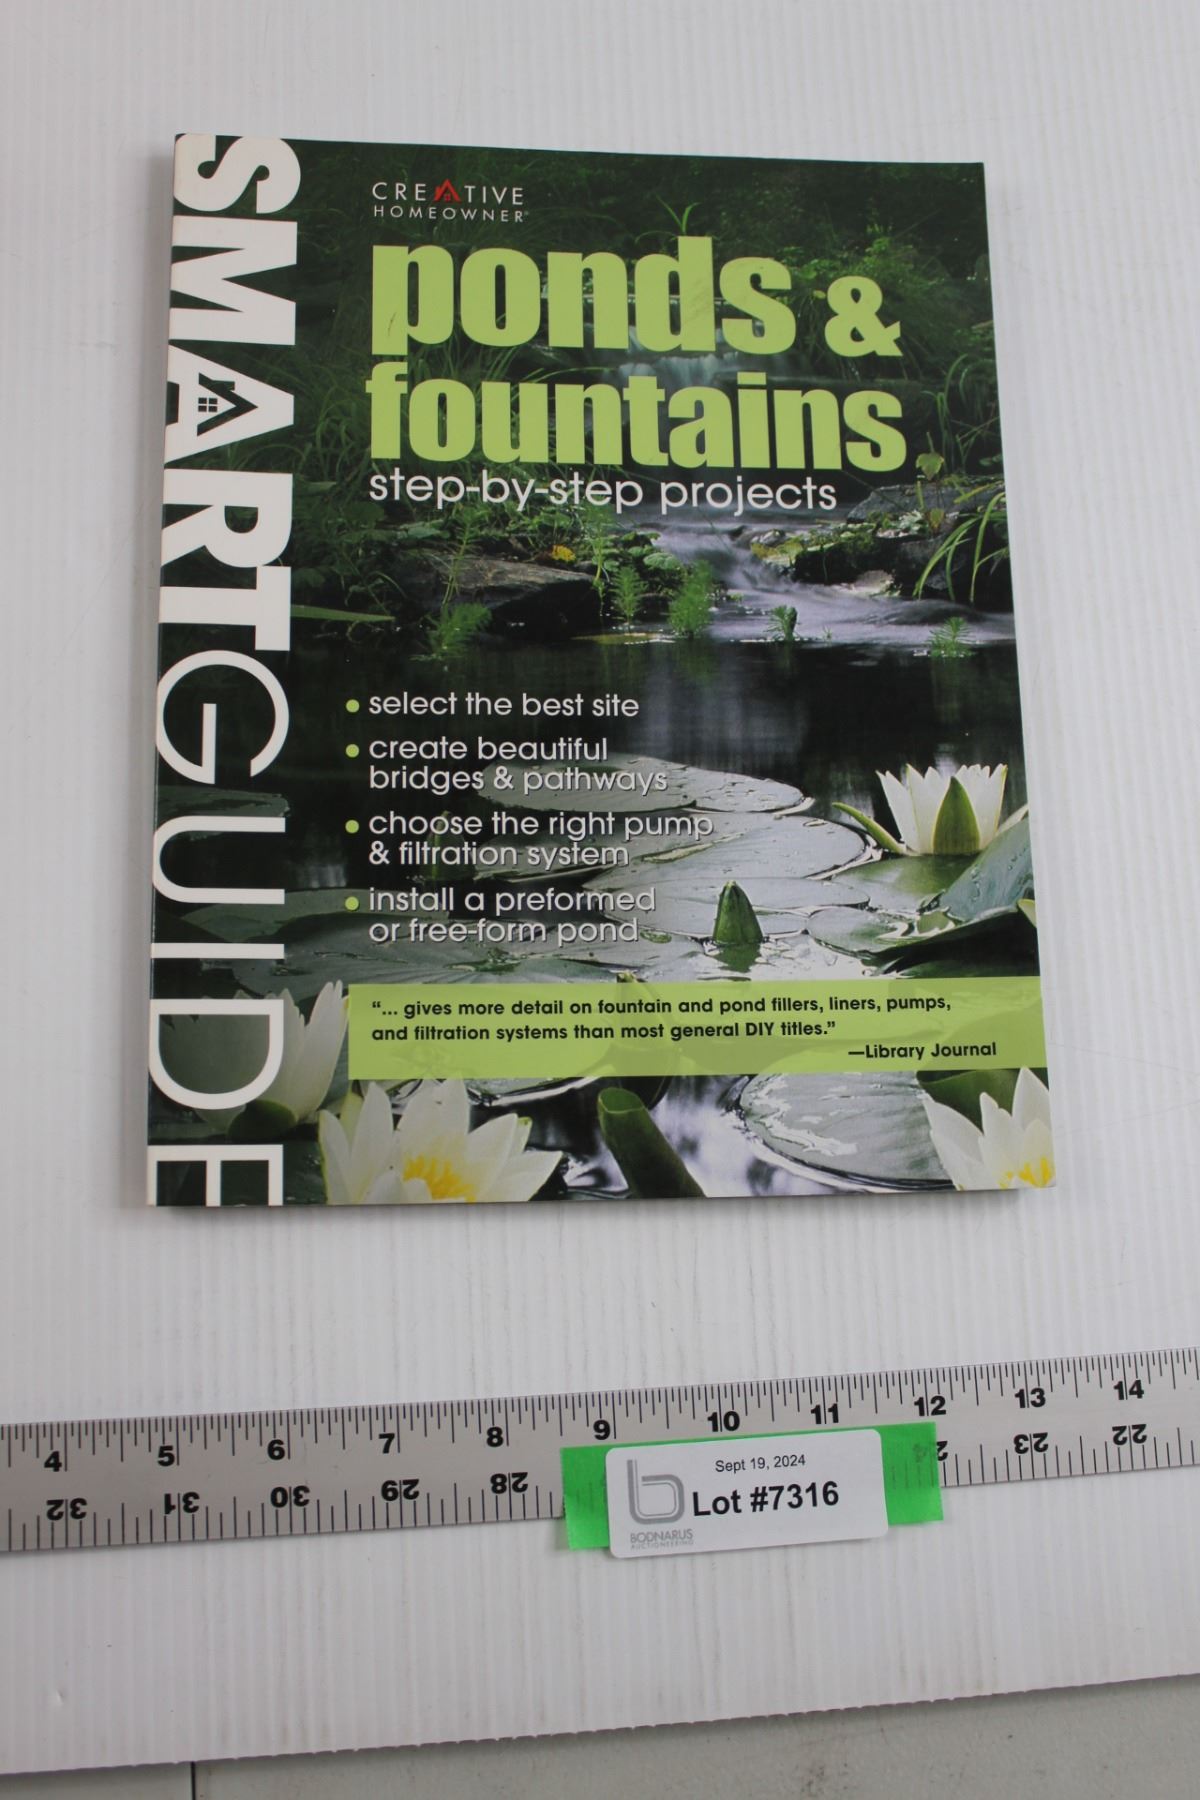 SMARTGUIDE
CREATIVE
HOMEOWNER®
ponds &
fountains
step-by-step projects
• select the best site
• create beautiful
bridges & pathways
• choose the right pump
& filtration system
• install a preformed
or free-form pond
"... gives more detail on fountain and pond fillers, liners, pumps,
and filtration systems than most general DIY titles."
—Library Journal
4 5 6 7 8 9 10 11 12 13 14
32 31 30 29 28 23 22
Sept 19, 2024
Lot #7316
BODNARUS
AUCTIONEERING